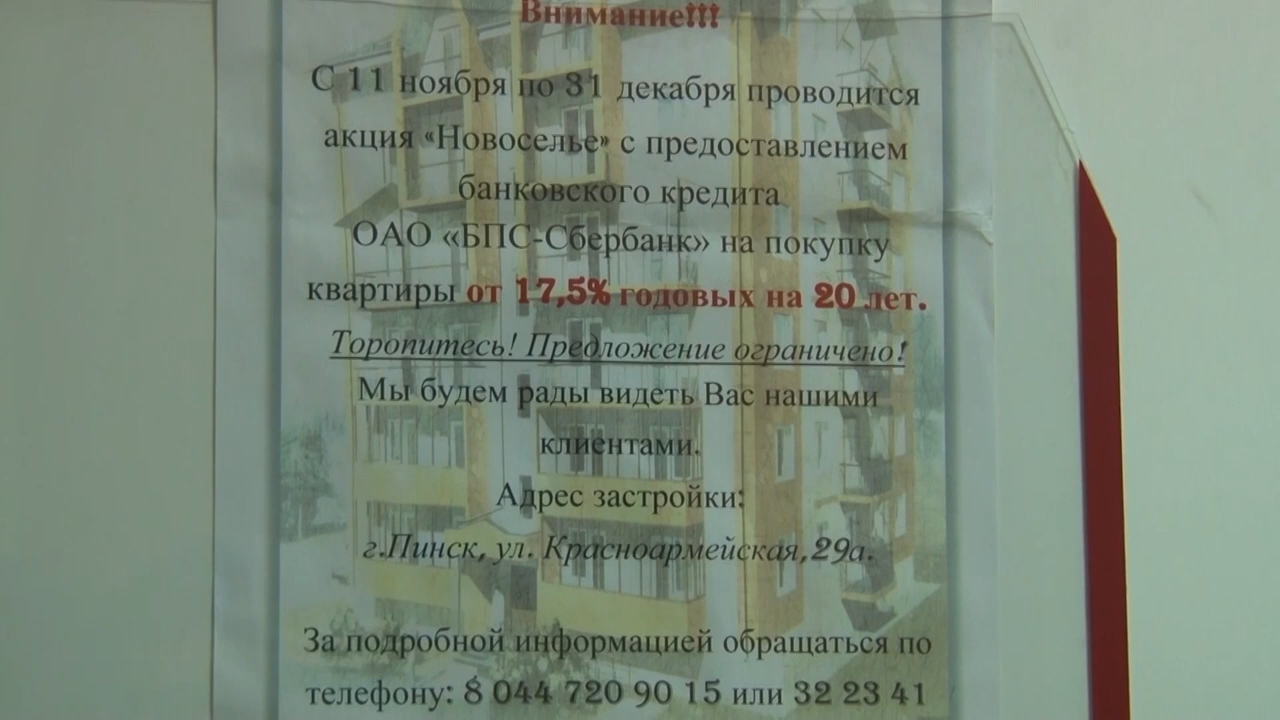 Внимание!!!
С 11 ноября по 31 декабря проводится
акция «Новоселье» с предоставлением
банковского кредита
ОАО «БПС-Сбербанк» на покупку
квартиры от 17,5% годовых на 20 лет.
Торопитесь! Предложение ограничено!
Мы будем рады видеть Вас нашими
клиентами.
Адрес застройки:
г.Пинск, ул. Красноармейская,29а.
За подробной информацией обращаться по
телефону: 8 044 720 90 15 или 32 23 41